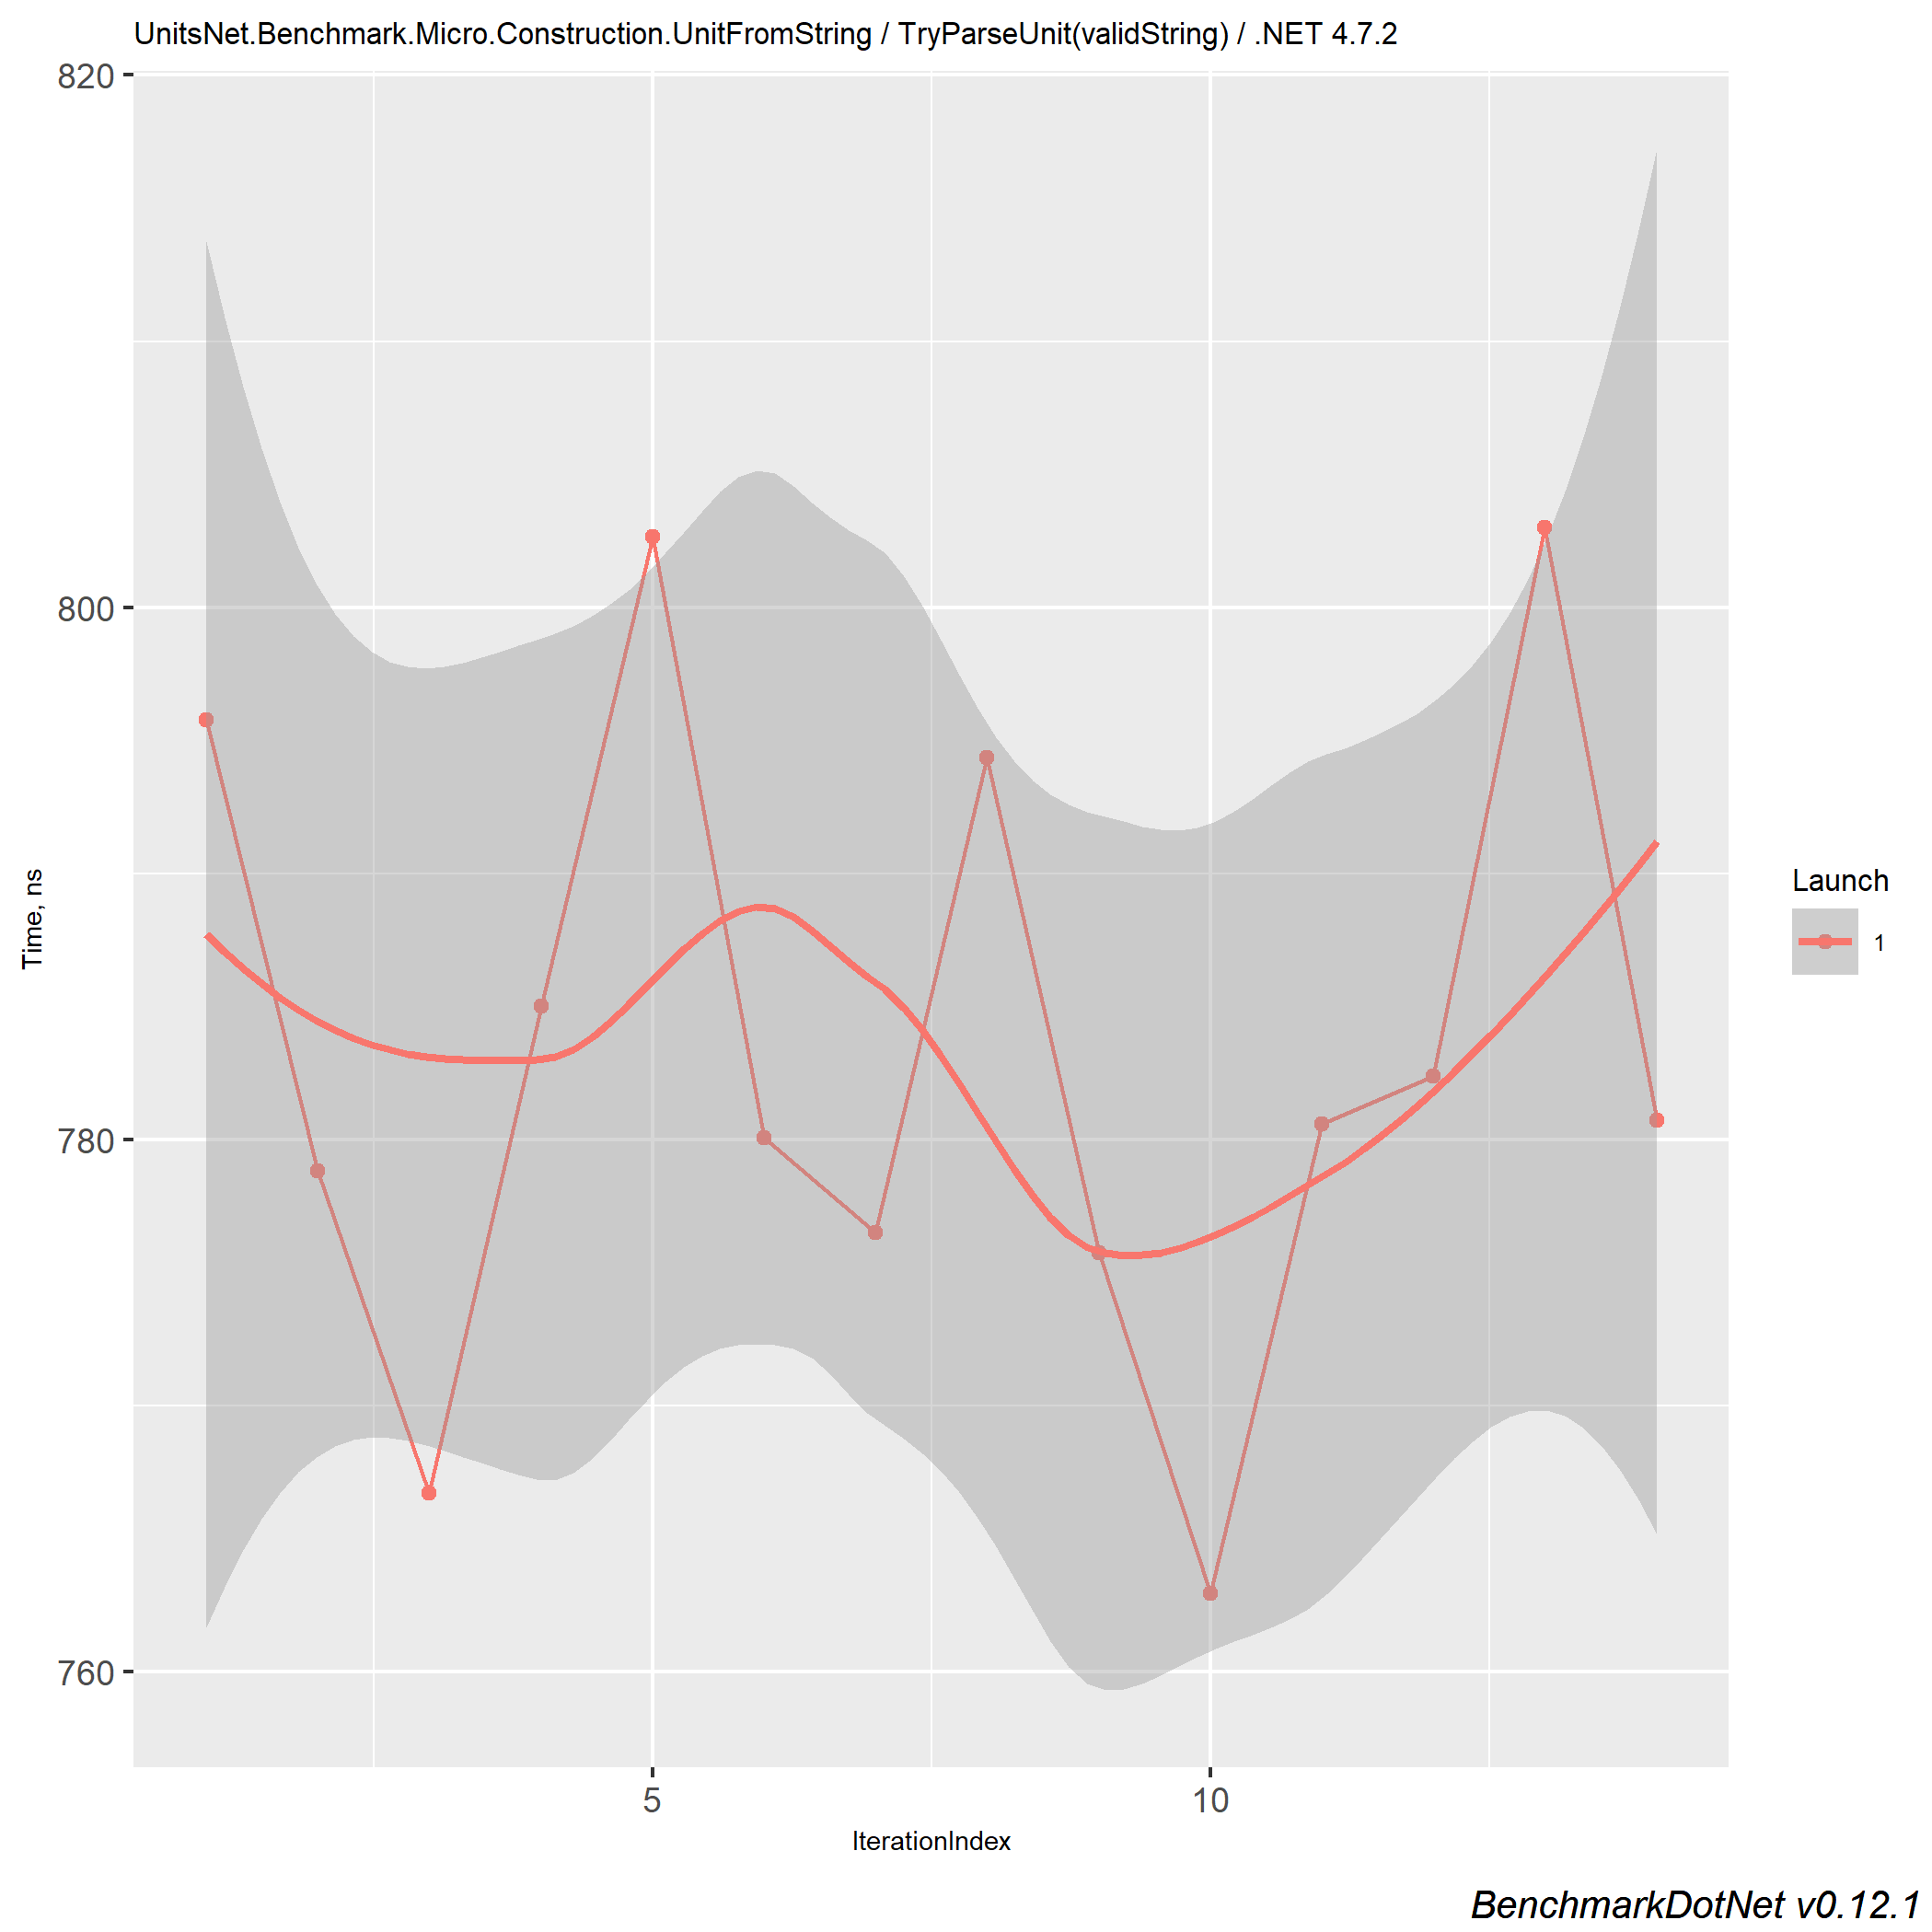 UnitsNet.Benchmark.Micro.Construction.UnitFromString / TryParseUnit(validString) / .NET 4.7.2
820
800
780
760
Time, ns
5
10
IterationIndex
Launch
1
BenchmarkDotNet v0.12.1